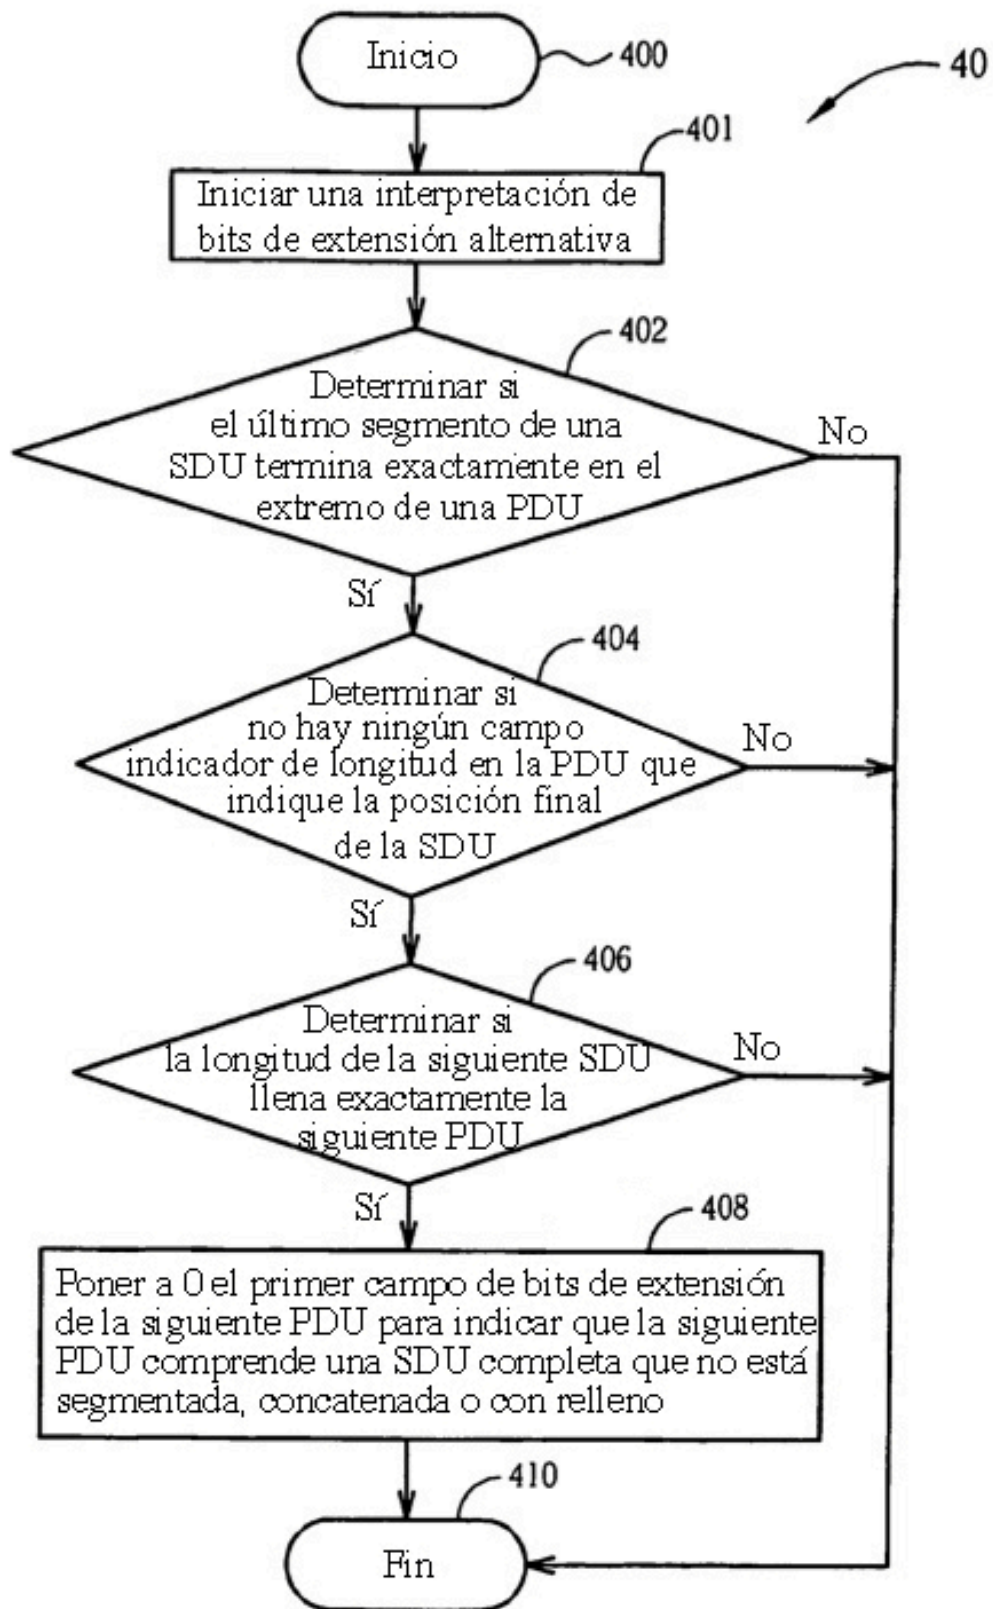 Inicio
400
40
401
Iniciar una interpretación de
bits de extensión alternativa
402
Determinar si
el último segmento de una
SDU termina exactamente en el
extremo de una PDU
No
Sí
404
Determinar si
no hay ningún campo
indicador de longitud en la PDU que
indique la posición final
de la SDU
No
Sí
406
Determinar si
la longitud de la siguiente SDU
llena exactamente la
siguiente PDU
No
Sí
408
Poner a 0 el primer campo de bits de extensión
de la siguiente PDU para indicar que la siguiente
PDU comprende una SDU completa que no está
segmentada, concatenada o con relleno
410
Fin